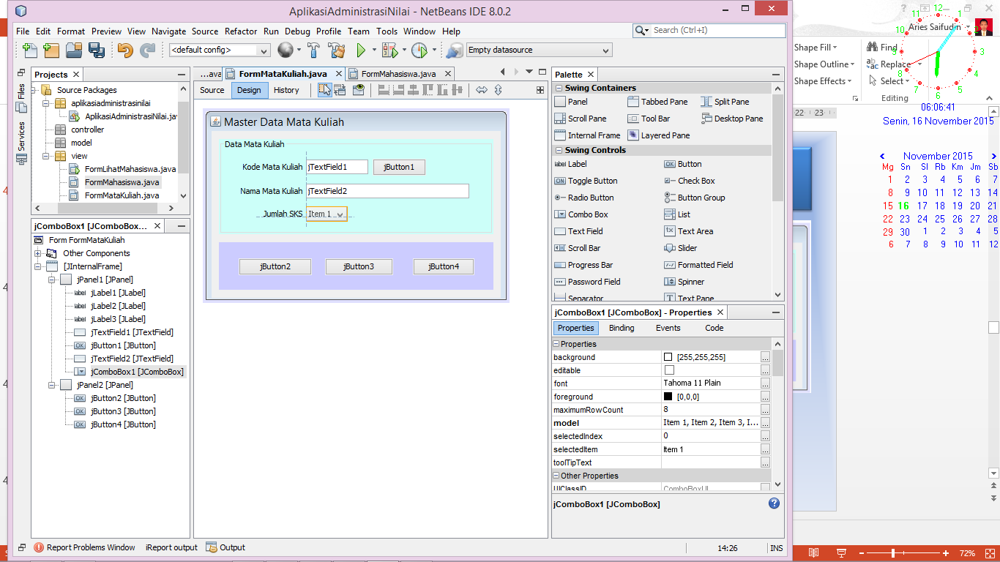 AplikasiAdministrasiNilai - NetBeans IDE 8.0.2
File Edit Format Preview View Navigate Source Refactor Run Debug Profile Team Tools Window Help
Search (Ctrl+I)
<default config>
Empty datasource
Files
Services
Projects
Source Packages
aplikasiadministrasinilai
AplikasiAdministrasiNilai.jav
controller
model
view
FormLihatMahasiswa.java
FormMahasiswa.java
FormMataKuliah.java
jComboBox1 [JComboBox...
Form FormMataKuliah
Other Components
[JInternalFrame]
jPanel1 [JPanel]
jLabel1 [JLabel]
jLabel2 [JLabel]
jLabel3 [JLabel]
jTextField1 [JTextField]
jButton1 [JButton]
jTextField2 [JTextField]
jComboBox1 [JComboBox]
jPanel2 [JPanel]
jButton2 [JButton]
jButton3 [JButton]
jButton4 [JButton]
...ava
FormMataKuliah.java
FormMahasiswa.java
Source Design History
Master Data Mata Kuliah
Data Mata Kuliah
Kode Mata Kuliah jTextField1 jButton1
Nama Mata Kuliah jTextField2
Jumlah SKS Item 1
jButton2 jButton3 jButton4
Palette
Swing Containers
Panel Tabbed Pane Split Pane
Scroll Pane Tool Bar Desktop Pane
Internal Frame Layered Pane
Swing Controls
label Label OK Button
ON Toggle Button Check Box
Radio Button Button Group
Combo Box List
Text Field Text Area
Scroll Bar Slider
Progress Bar Formatted Field
Password Field Spinner
Separator Text Pane
jComboBox1 [JComboBox] - Properties
Properties Binding Events Code
Properties
background [255,255,255] ...
editable ...
font Tahoma 11 Plain ...
foreground [0,0,0] ...
maximumRowCount 8 ...
model Item 1, Item 2, Item 3, I... ...
selectedIndex 0 ...
selectedItem Item 1 ...
toolTipText ...
Other Properties
UIClassID ComboBoxUI
jComboBox1 [JComboBox]
Report Problems Window iReport output Output
14:26 INS
Aries Saifudin
Shape Fill
Shape Outline
Shape Effects
Find
Replace
Select
Editing
12
1
2
3
4
5
6
7
8
9
10
11
06:06:41
Senin, 16 November 2015
22 23
November 2015
Mg Sn Sl Rb Km Jm Sb
1 2 3 4 5 6 7
8 9 10 11 12 13 14
15 16 17 18 19 20 21
22 23 24 25 26 27 28
29 30 1 2 3 4 5
6 7 8 9 10 11 12
72%